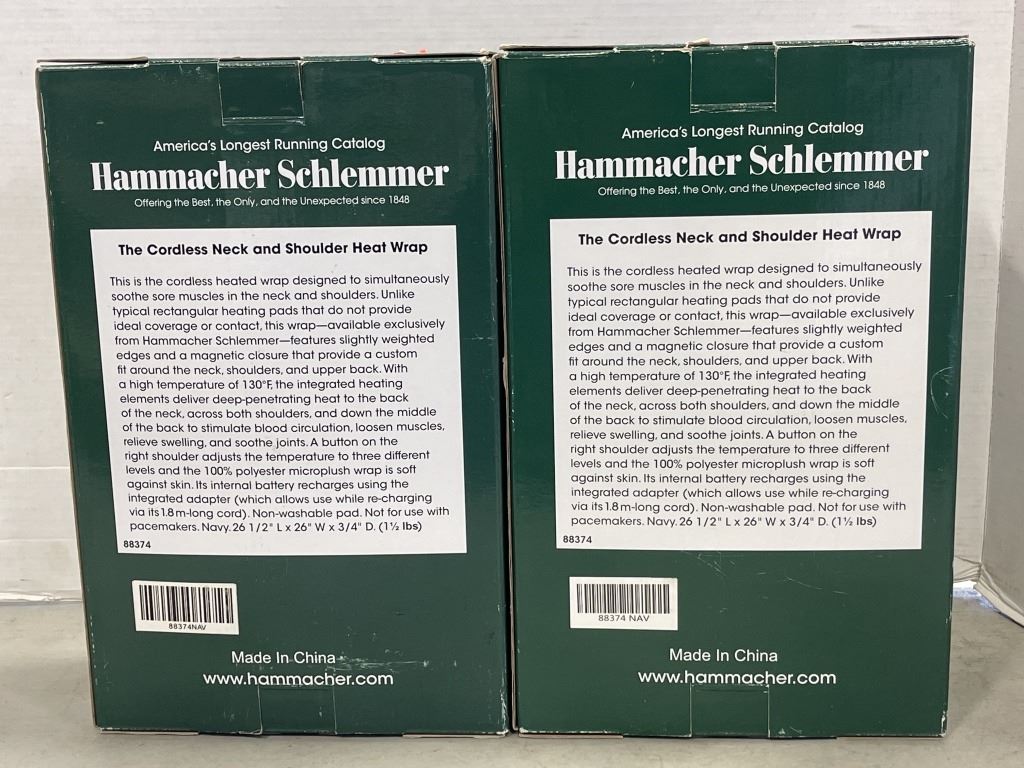 America's Longest Running Catalog
Hammacher Schlemmer
Offering the Best, the Only, and the Unexpected since 1848
The Cordless Neck and Shoulder Heat Wrap
This is the cordless heated wrap designed to simultaneously
soothe sore muscles in the neck and shoulders. Unlike
typical rectangular heating pads that do not provide
ideal coverage or contact, this wrap—available exclusively
from Hammacher Schlemmer—features slightly weighted
edges and a magnetic closure that provide a custom
fit around the neck, shoulders, and upper back. With
a high temperature of 130°F, the integrated heating
elements deliver deep-penetrating heat to the back
of the neck, across both shoulders, and down the middle
of the back to stimulate blood circulation, loosen muscles,
relieve swelling, and soothe joints. A button on the
right shoulder adjusts the temperature to three different
levels and the 100% polyester microplush wrap is soft
against skin. Its internal battery recharges using the
integrated adapter (which allows use while re-charging
via its 1.8 m-long cord). Non-washable pad. Not for use with
pacemakers. Navy. 26 1/2" L x 26" W x 3/4" D. (1½ lbs)
88374
88374NAV
Made In China
www.hammacher.com
America's Longest Running Catalog
Hammacher Schlemmer
Offering the Best, the Only, and the Unexpected since 1848
The Cordless Neck and Shoulder Heat Wrap
This is the cordless heated wrap designed to simultaneously
soothe sore muscles in the neck and shoulders. Unlike
typical rectangular heating pads that do not provide
ideal coverage or contact, this wrap—available exclusively
from Hammacher Schlemmer—features slightly weighted
edges and a magnetic closure that provide a custom
fit around the neck, shoulders, and upper back. With
a high temperature of 130°F, the integrated heating
elements deliver deep-penetrating heat to the back
of the neck, across both shoulders, and down the middle
of the back to stimulate blood circulation, loosen muscles,
relieve swelling, and soothe joints. A button on the
right shoulder adjusts the temperature to three different
levels and the 100% polyester microplush wrap is soft
against skin. Its internal battery recharges using the
integrated adapter (which allows use while re-charging
via its 1.8 m-long cord). Non-washable pad. Not for use with
pacemakers. Navy. 26 1/2" L x 26" W x 3/4" D. (1½ lbs)
88374
88374 NAV
Made In China
www.hammacher.com